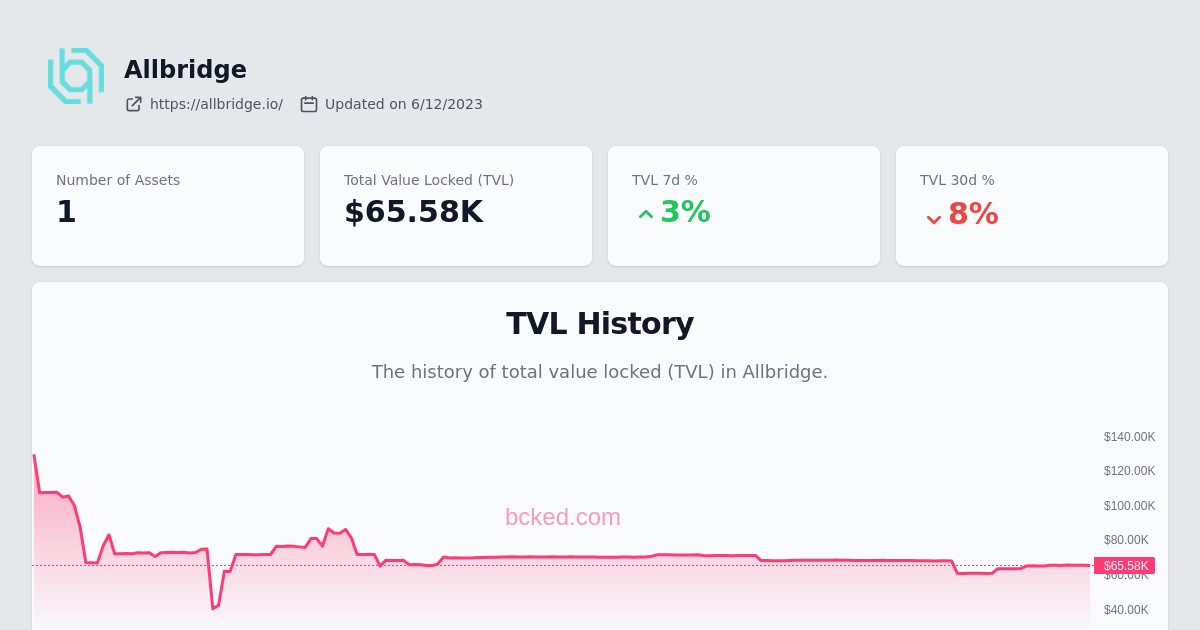 Allbridge
https://allbridge.io/ Updated on 6/12/2023
Number of Assets
1
Total Value Locked (TVL)
$65.58K
TVL 7d %
3%
TVL 30d %
8%
TVL History
The history of total value locked (TVL) in Allbridge.
$140.00K
$120.00K
$100.00K
bcked.com
$80.00K
$65.58K
$60.00K
$40.00K